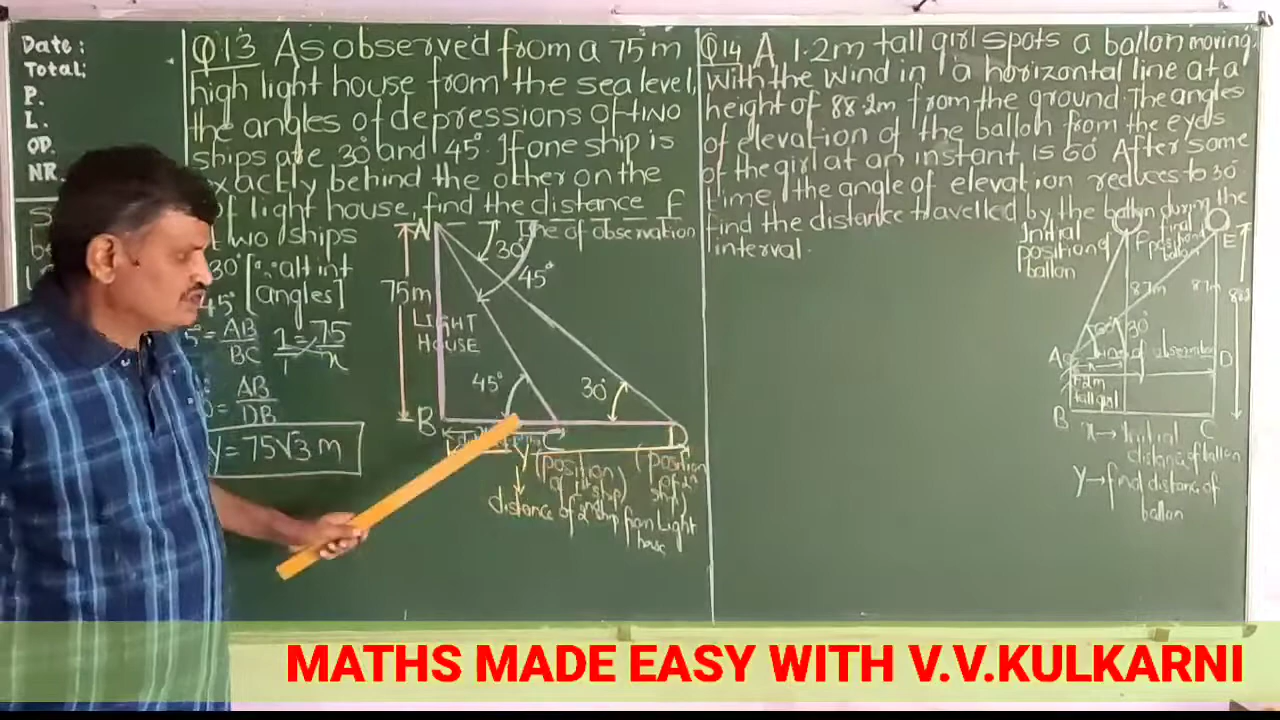 Date:
Total:
P.
L.
OP.
NR.
Q13 As observed from a 75m
high light house from the sea level,
the angles of depressions of two
ships are 30° and 45°. If one ship is
exactly behind the other on the
of light house, find the distance
two ships
Line of observation
30° [∵ alt int
45° angles]
AB
BC
1/1 = 75/x
AB
DB
y = 75√3 m
A
30°
45°
75m
LIGHT
HOUSE
45°
30°
B
C
D
y
(position
of 1st ship)
(position
of 2nd
ship)
distance of 2nd ship from Light
house
Q14 A 1.2m tall girl spots a ballon moving
with the wind in a horizontal line at a
height of 88.2m from the ground. The angles
of elevation of the ballon from the eyes
of the girl at an instant, is 60° After some
time, the angle of elevation reduces to 30°
find the distance travelled by the ballon during the
interval.
Initial
position of
ballon
F
final
position of
ballon
E
87m
87m
60°
30°
A
D
1.2m
tall girl
B
C
x→ Initial
distance of ballon
y→ final distance of
ballon
MATHS MADE EASY WITH V.V.KULKARNI